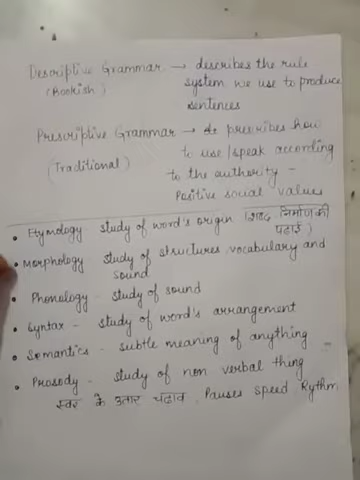 Descriptive Grammar → describes the rule
(Bookish) system we use to produce
sentences
Prescriptive Grammar → prescribes how
to use/speak according
(Traditional) to the authority -
Positive social values
• Etymology - study of word's origin (शब्द निर्माण की
पढाई)
• Morphology - study of structures, vocabulary and
sound
• Phonology - study of sound
• Syntax - study of word's arrangement
• Semantics - subtle meaning of anything
• Prosody - study of non verbal thing
स्वर के उतार चढाव, Pauses Speed Rythm